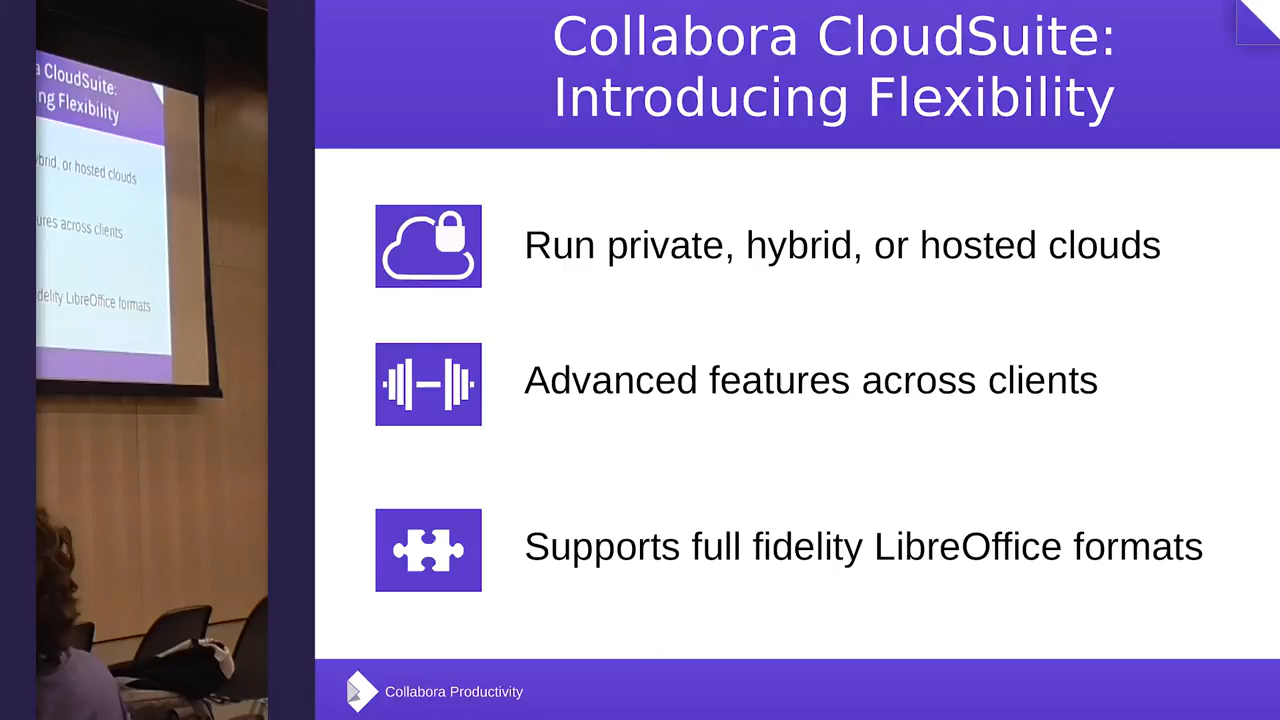 a CloudSuite:
ng Flexibility
ybrid, or hosted clouds
ures across clients
delity LibreOffice formats
Collabora CloudSuite:
Introducing Flexibility
Run private, hybrid, or hosted clouds
Advanced features across clients
Supports full fidelity LibreOffice formats
Collabora Productivity